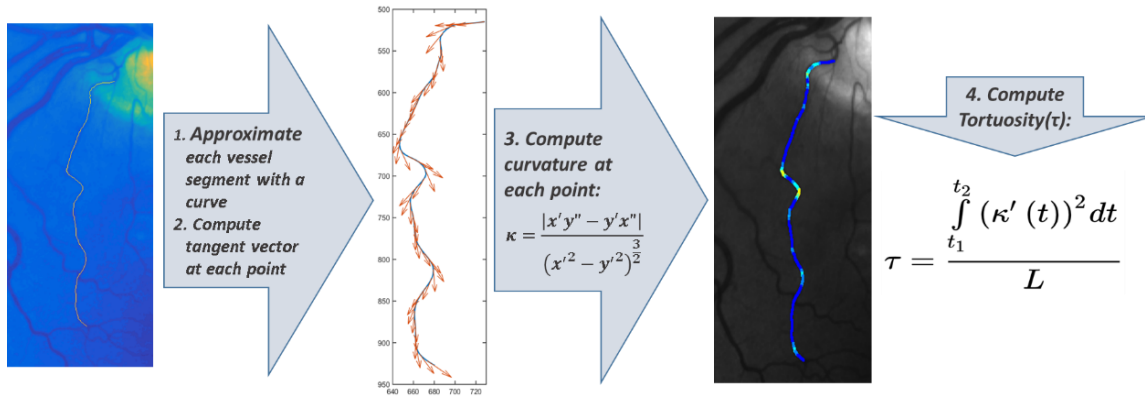 1. Approximate
each vessel
segment with a
curve
2. Compute
tangent vector
at each point
500
550
600
650
700
750
800
850
900
950
640 660 680 700 720
3. Compute
curvature at
each point:
κ = |x'y" − y'x"| / (x'² − y'²)^(3/2)
4. Compute
Tortuosity(τ):
τ = ∫_{t₁}^{t₂} (κ′ (t))² dt / L